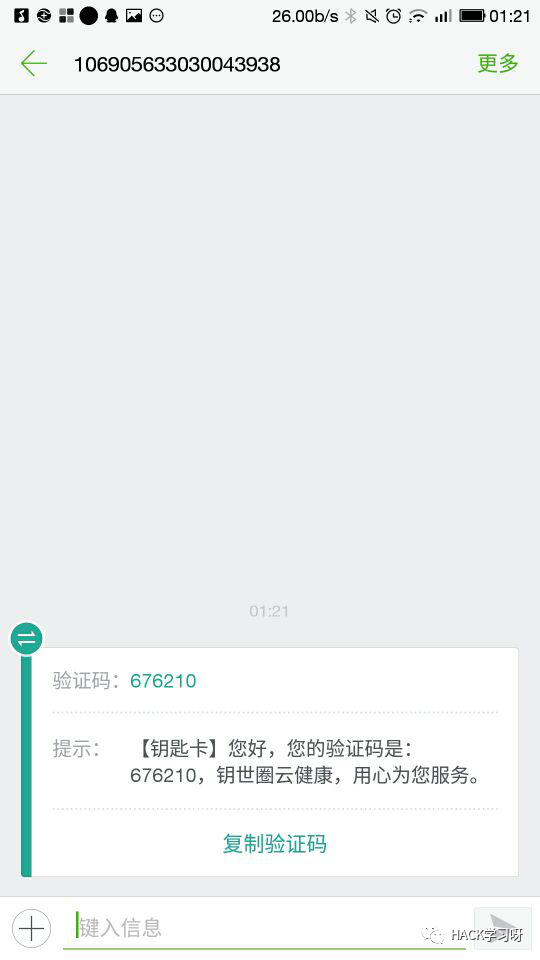 26.00b/s 01:21
106905633030043938 更多
01:21
验证码：676210
提示： 【钥匙卡】您好，您的验证码是：
676210，钥世圈云健康，用心为您服务。
复制验证码
键入信息
HACK学习呀